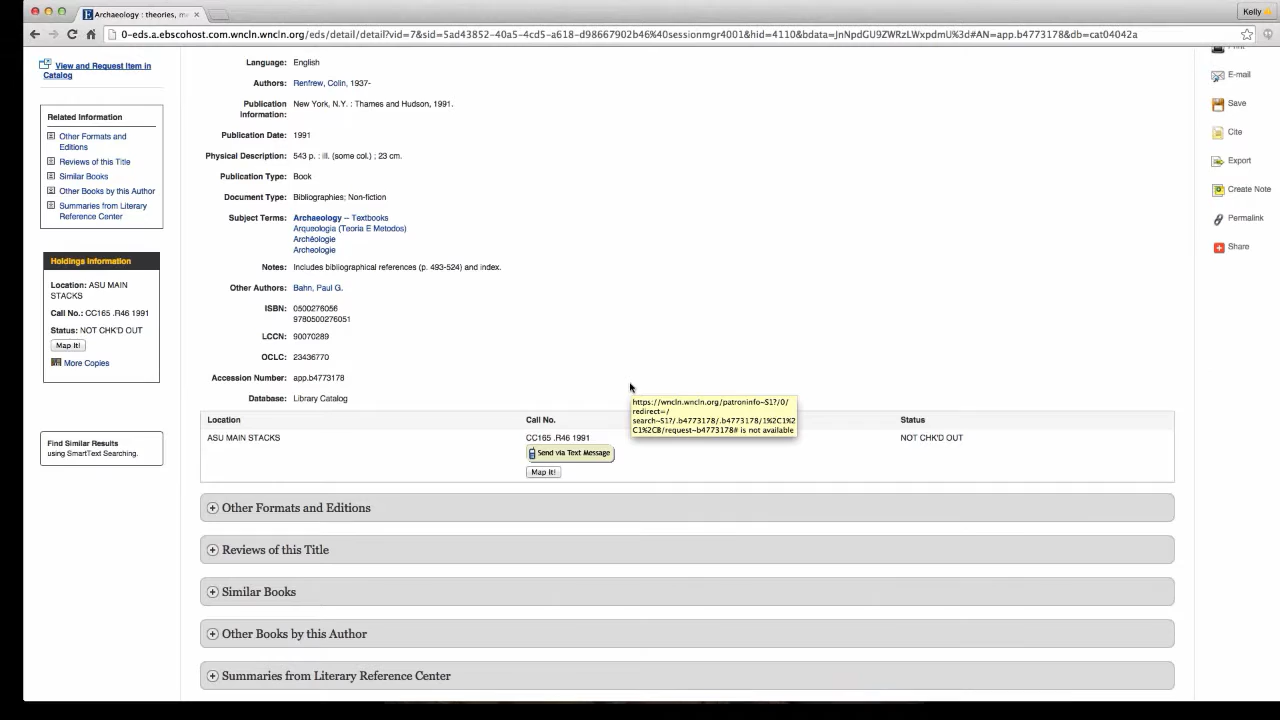 Archaeology : theories, m
Kelly
0-eds.a.ebscohost.com.wncln.wncln.org/eds/detail/detail?vid=7&sid=5ad43852-40a5-4cd5-a618-d98667902b46%40sessionmgr4001&hid=4110&bdata=JnNpdGU9ZWRzLWxpdmU%3d#AN=app.b4773178&db=cat04042a
View and Request Item in
Catalog
Related Information
Other Formats and
Editions
Reviews of this Title
Similar Books
Other Books by this Author
Summaries from Literary
Reference Center
Holdings Information
Location: ASU MAIN
STACKS
Call No.: CC165 .R46 1991
Status: NOT CHK'D OUT
Map It!
More Copies
Find Similar Results
using SmartText Searching.
Language: English
Authors: Renfrew, Colin, 1937-
Publication
Information: New York, N.Y. : Thames and Hudson, 1991.
Publication Date: 1991
Physical Description: 543 p. : ill. (some col.) ; 23 cm.
Publication Type: Book
Document Type: Bibliographies; Non-fiction
Subject Terms: Archaeology -- Textbooks
Arqueologia (Teoria E Metodos)
Archéologie
Archeologie
Notes: Includes bibliographical references (p. 493-524) and index.
Other Authors: Bahn, Paul G.
ISBN: 0500276056
9780500276051
LCCN: 90070289
OCLC: 23436770
Accession Number: app.b4773178
Database: Library Catalog
https://wncln.wncln.org/patroninfo~S1?/0/
redirect=/
search~S1?/.b4773178/.b4773178/1%2C1%2
C1%2CB/request~b4773178# is not available
Location Call No. Status
ASU MAIN STACKS CC165 .R46 1991 NOT CHK'D OUT
Send via Text Message
Map It!
Other Formats and Editions
Reviews of this Title
Similar Books
Other Books by this Author
Summaries from Literary Reference Center
Print
E-mail
Save
Cite
Export
Create Note
Permalink
Share